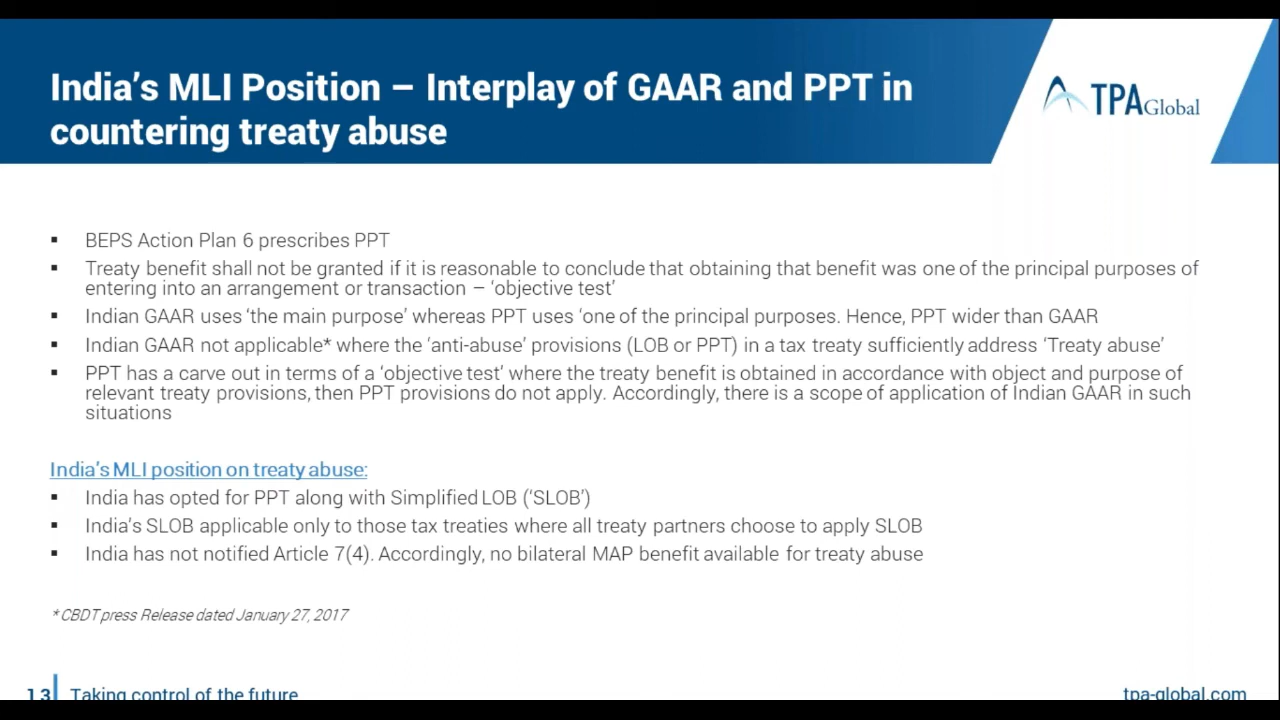 India's MLI Position – Interplay of GAAR and PPT in
countering treaty abuse
TPA Global
▪ BEPS Action Plan 6 prescribes PPT
▪ Treaty benefit shall not be granted if it is reasonable to conclude that obtaining that benefit was one of the principal purposes of
entering into an arrangement or transaction – 'objective test'
▪ Indian GAAR uses 'the main purpose' whereas PPT uses 'one of the principal purposes. Hence, PPT wider than GAAR
▪ Indian GAAR not applicable* where the 'anti-abuse' provisions (LOB or PPT) in a tax treaty sufficiently address 'Treaty abuse'
▪ PPT has a carve out in terms of a 'objective test' where the treaty benefit is obtained in accordance with object and purpose of
relevant treaty provisions, then PPT provisions do not apply. Accordingly, there is a scope of application of Indian GAAR in such
situations
India's MLI position on treaty abuse:
▪ India has opted for PPT along with Simplified LOB ('SLOB')
▪ India's SLOB applicable only to those tax treaties where all treaty partners choose to apply SLOB
▪ India has not notified Article 7(4). Accordingly, no bilateral MAP benefit available for treaty abuse
* CBDT press Release dated January 27, 2017
13 Taking control of the future
tpa-global.com